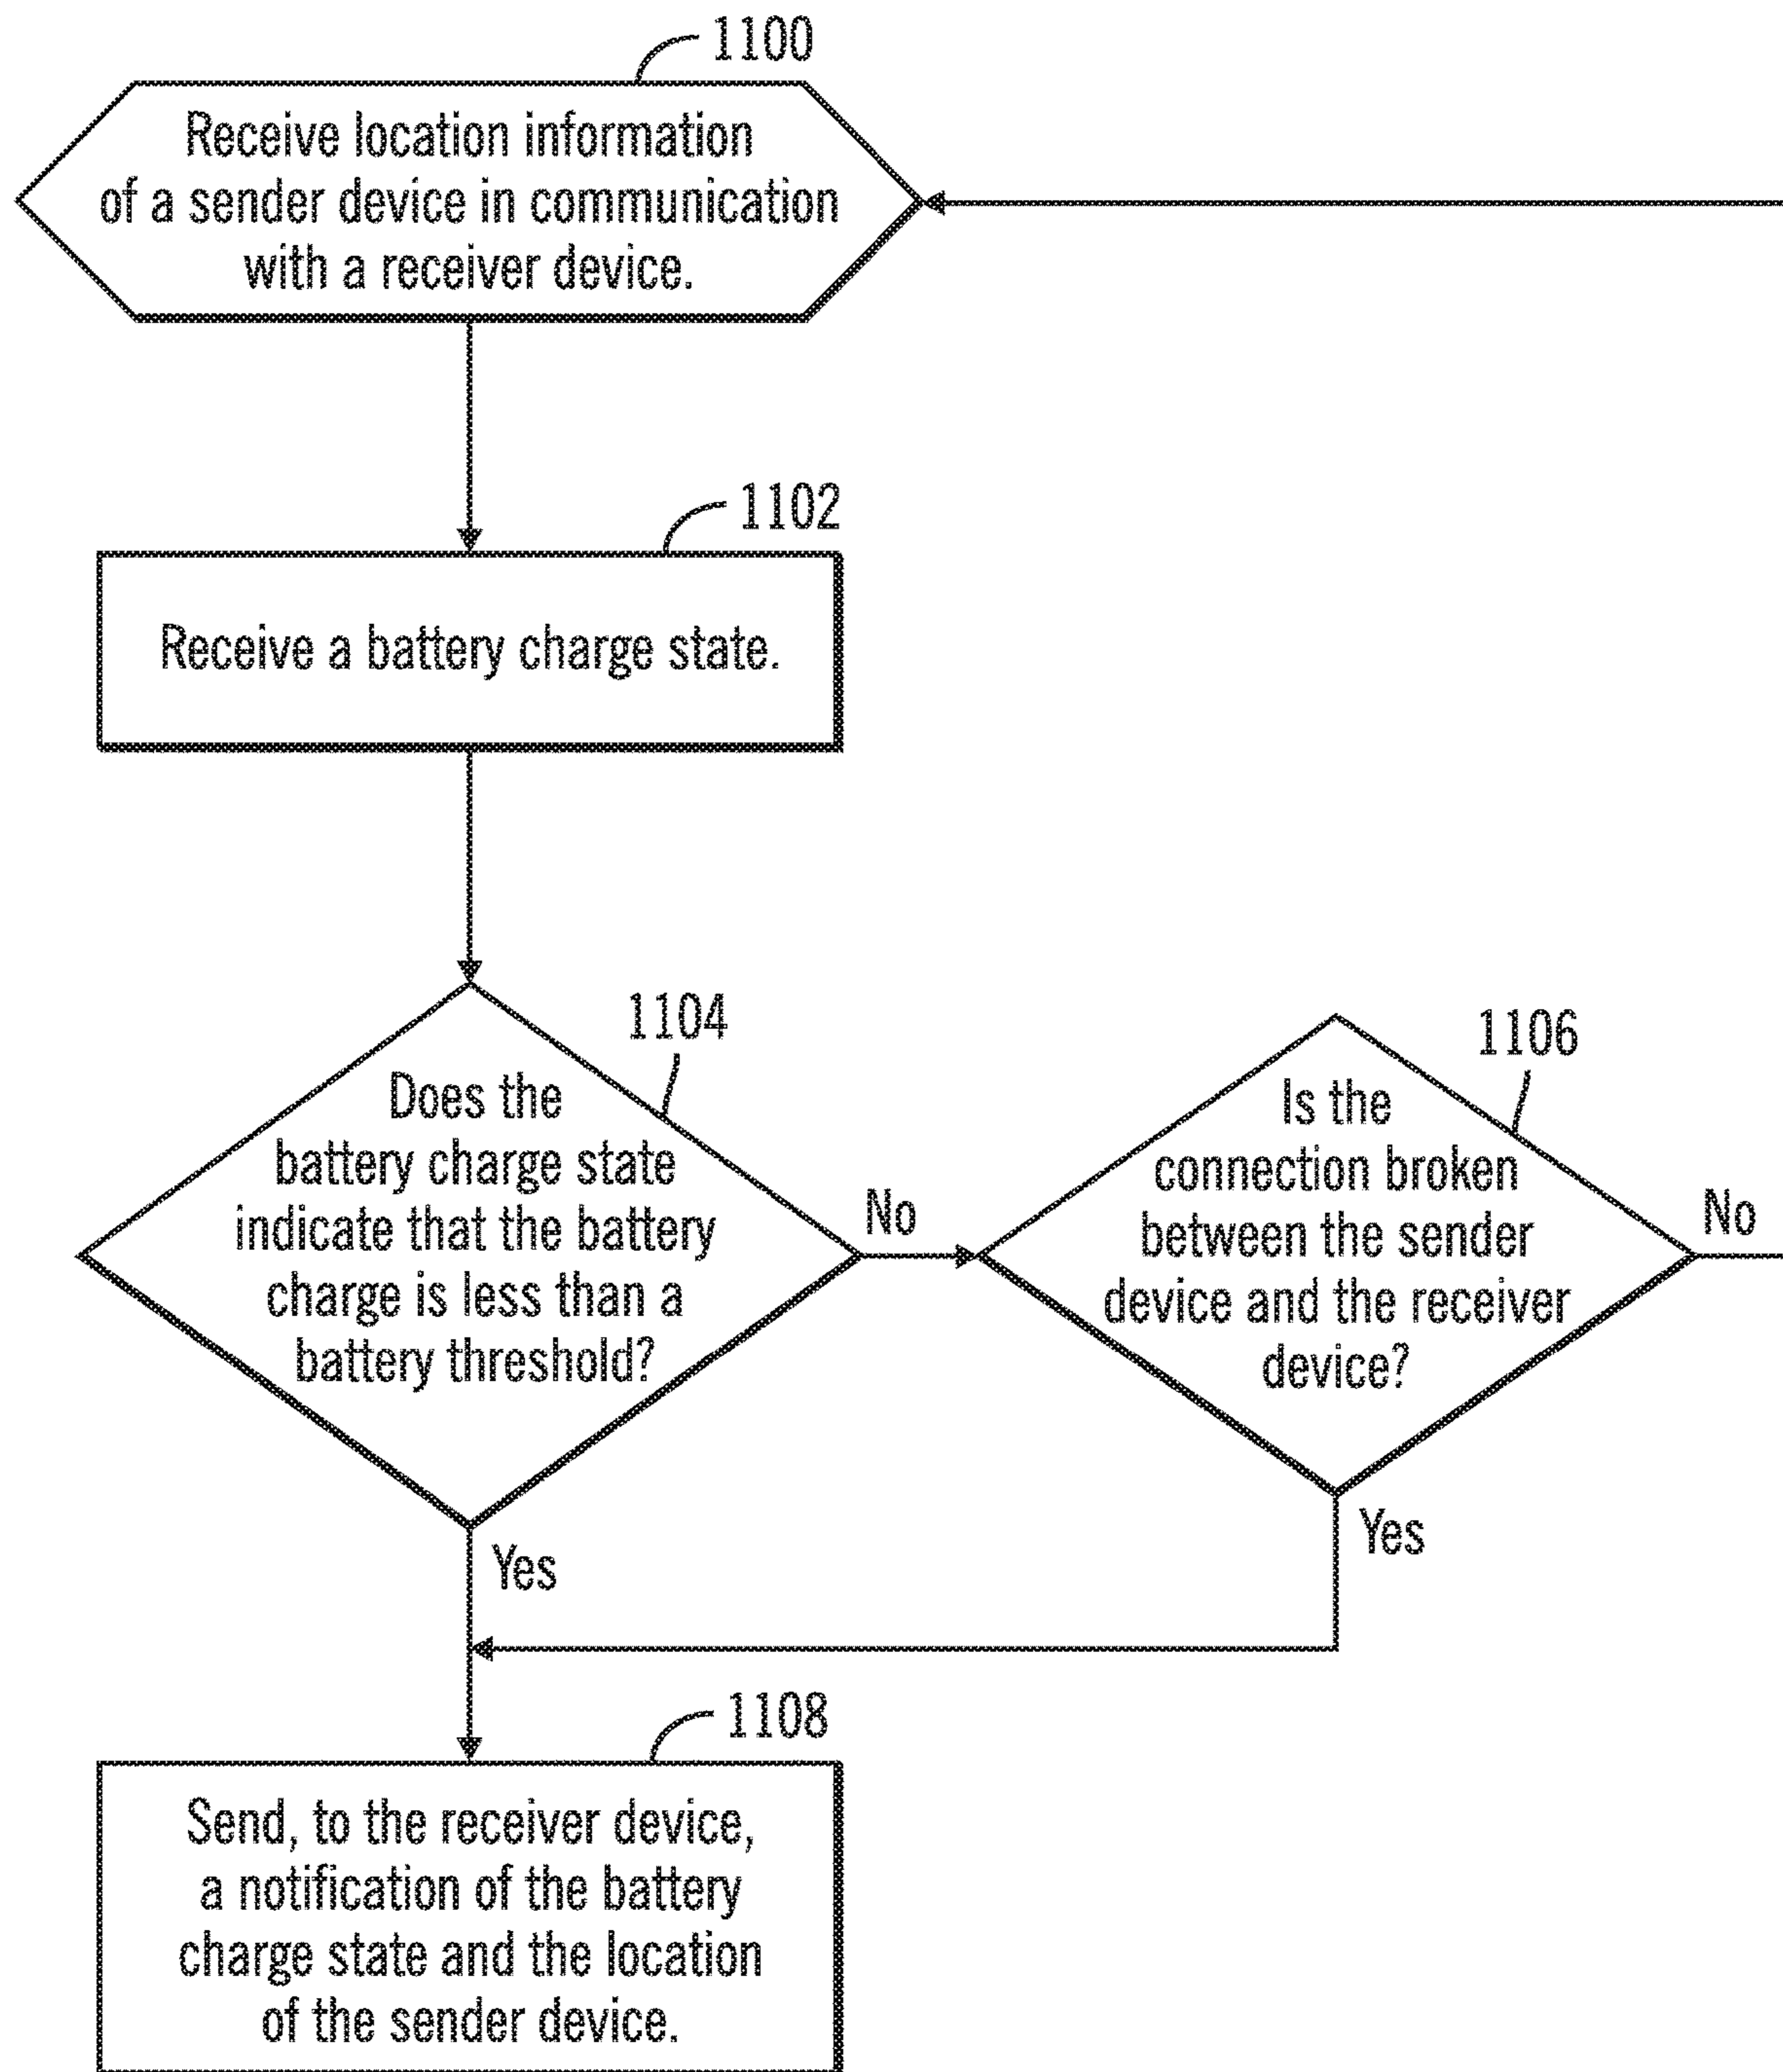 1100
Receive location information
of a sender device in communication
with a receiver device.
1102
Receive a battery charge state.
1104
Does the
battery charge state
indicate that the battery
charge is less than a
battery threshold?
No
Yes
1106
Is the
connection broken
between the sender
device and the receiver
device?
No
Yes
1108
Send, to the receiver device,
a notification of the battery
charge state and the location
of the sender device.